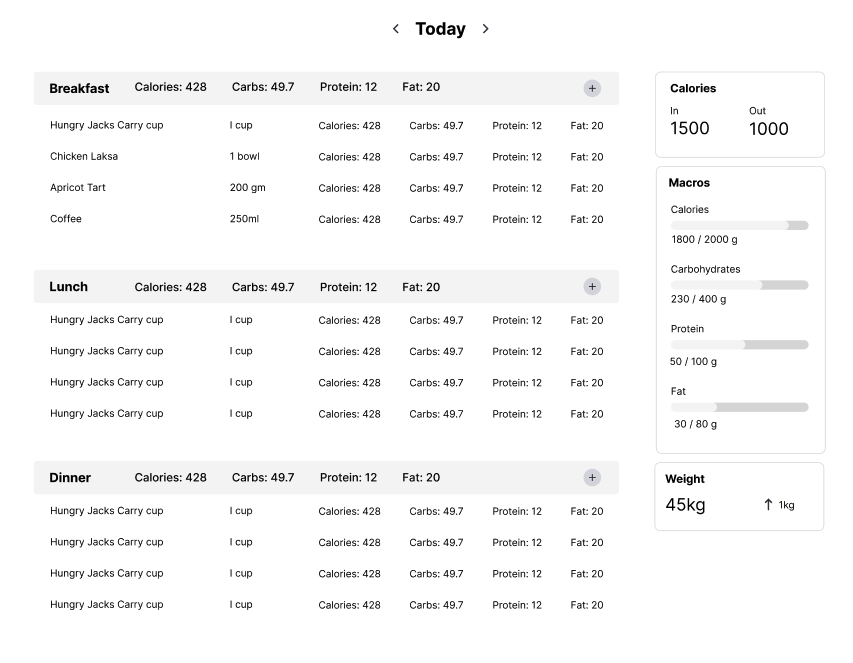 Today
Breakfast Calories: 428 Carbs: 49.7 Protein: 12 Fat: 20 +
Hungry Jacks Carry cup I cup Calories: 428 Carbs: 49.7 Protein: 12 Fat: 20
Chicken Laksa 1 bowl Calories: 428 Carbs: 49.7 Protein: 12 Fat: 20
Apricot Tart 200 gm Calories: 428 Carbs: 49.7 Protein: 12 Fat: 20
Coffee 250ml Calories: 428 Carbs: 49.7 Protein: 12 Fat: 20
Lunch Calories: 428 Carbs: 49.7 Protein: 12 Fat: 20 +
Hungry Jacks Carry cup I cup Calories: 428 Carbs: 49.7 Protein: 12 Fat: 20
Hungry Jacks Carry cup I cup Calories: 428 Carbs: 49.7 Protein: 12 Fat: 20
Hungry Jacks Carry cup I cup Calories: 428 Carbs: 49.7 Protein: 12 Fat: 20
Hungry Jacks Carry cup I cup Calories: 428 Carbs: 49.7 Protein: 12 Fat: 20
Dinner Calories: 428 Carbs: 49.7 Protein: 12 Fat: 20 +
Hungry Jacks Carry cup I cup Calories: 428 Carbs: 49.7 Protein: 12 Fat: 20
Hungry Jacks Carry cup I cup Calories: 428 Carbs: 49.7 Protein: 12 Fat: 20
Hungry Jacks Carry cup I cup Calories: 428 Carbs: 49.7 Protein: 12 Fat: 20
Hungry Jacks Carry cup I cup Calories: 428 Carbs: 49.7 Protein: 12 Fat: 20
Calories
In Out
1500 1000
Macros
Calories
1800 / 2000 g
Carbohydrates
230 / 400 g
Protein
50 / 100 g
Fat
30 / 80 g
Weight
45kg ↑ 1kg